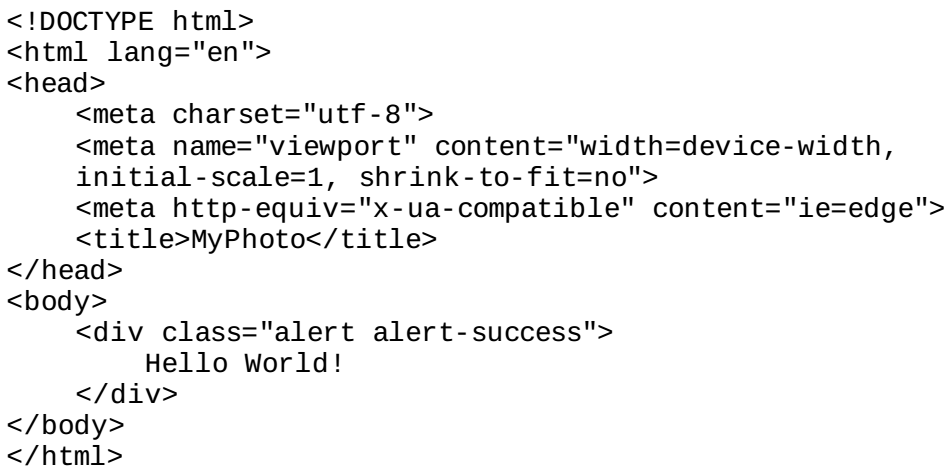 <!DOCTYPE html>
<html lang="en">
<head>
    <meta charset="utf-8">
    <meta name="viewport" content="width=device-width,
    initial-scale=1, shrink-to-fit=no">
    <meta http-equiv="x-ua-compatible" content="ie=edge">
    <title>MyPhoto</title>
</head>
<body>
    <div class="alert alert-success">
        Hello World!
    </div>
</body>
</html>